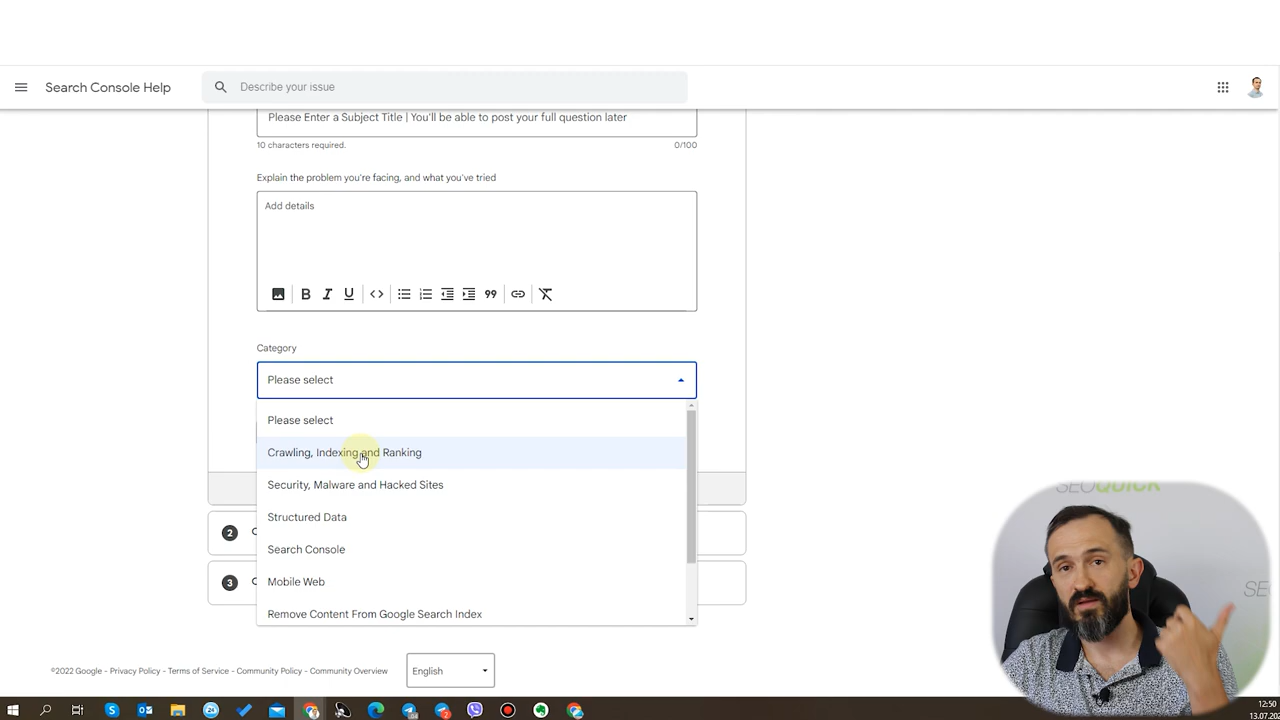 Search Console Help
Describe your issue
Please Enter a Subject Title | You'll be able to post your full question later
10 characters required.
0/100
Explain the problem you're facing, and what you've tried
Add details
B I U
Category
Please select
Please select
Crawling, Indexing and Ranking
Security, Malware and Hacked Sites
Structured Data
Search Console
Mobile Web
Remove Content From Google Search Index
2
3
©2022 Google - Privacy Policy - Terms of Service - Community Policy - Community Overview
English
SEOQUICK
SE
12:50
13.07.202